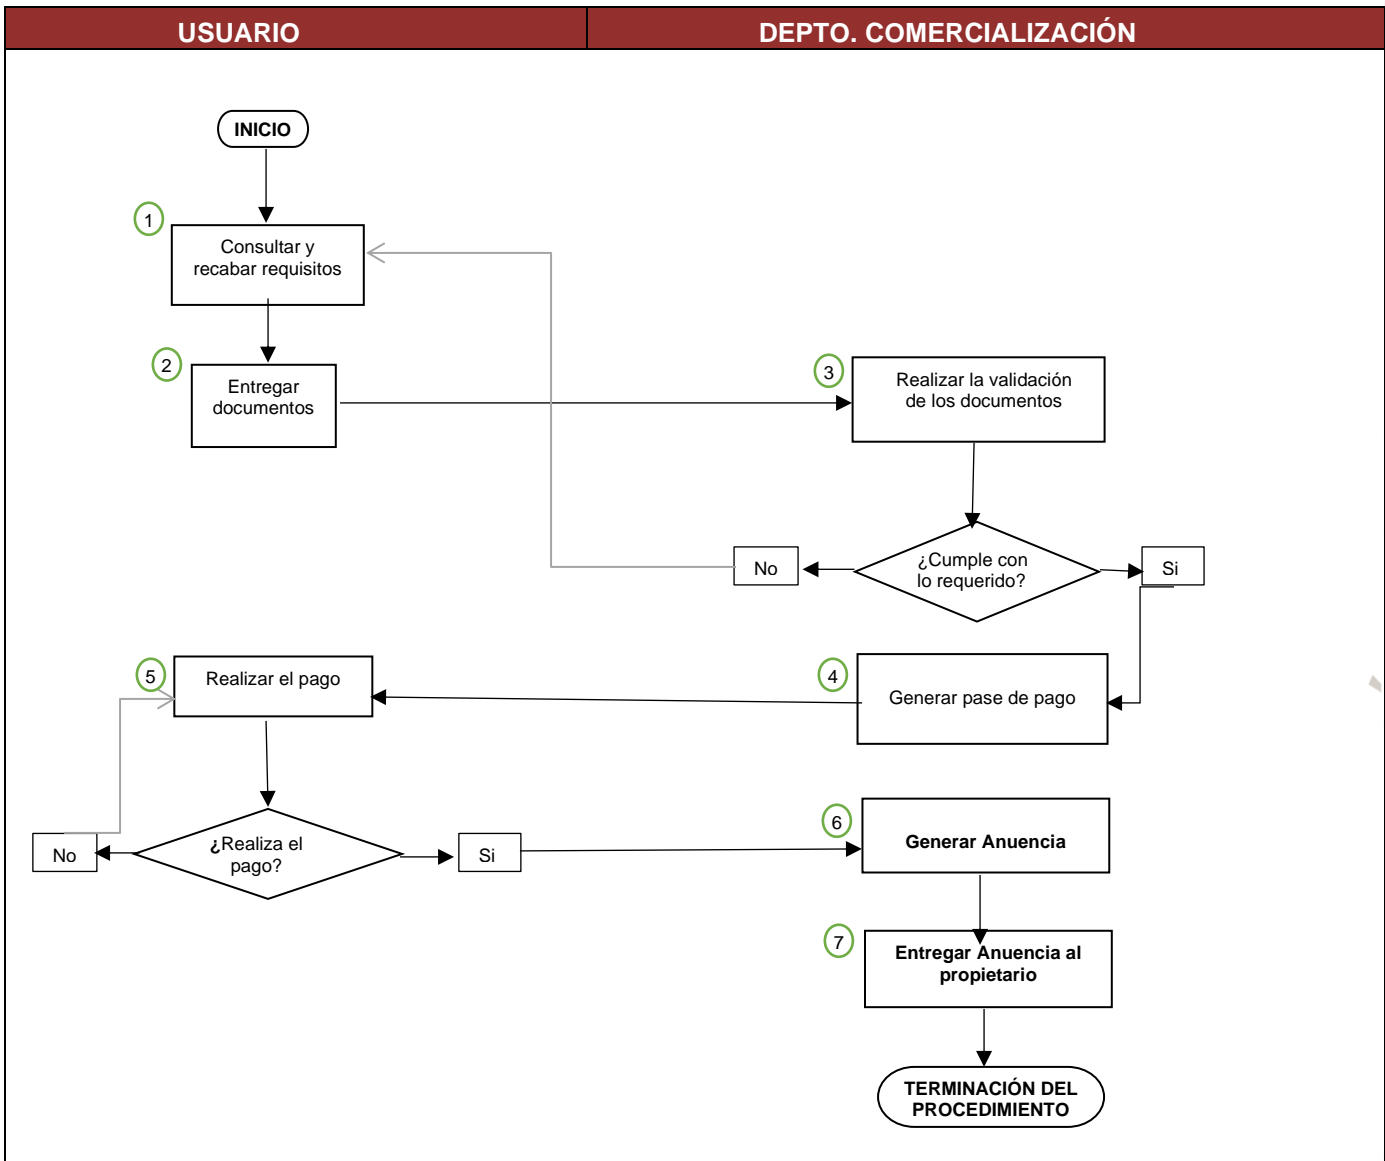 USUARIO
DEPTO. COMERCIALIZACIÓN
INICIO
1
Consultar y
recabar requisitos
2
Entregar
documentos
3
Realizar la validación
de los documentos
¿Cumple con
lo requerido?
No
Si
4
Generar pase de pago
5
Realizar el pago
¿Realiza el
pago?
No
Si
6
Generar Anuencia
7
Entregar Anuencia al
propietario
TERMINACIÓN DEL
PROCEDIMIENTO